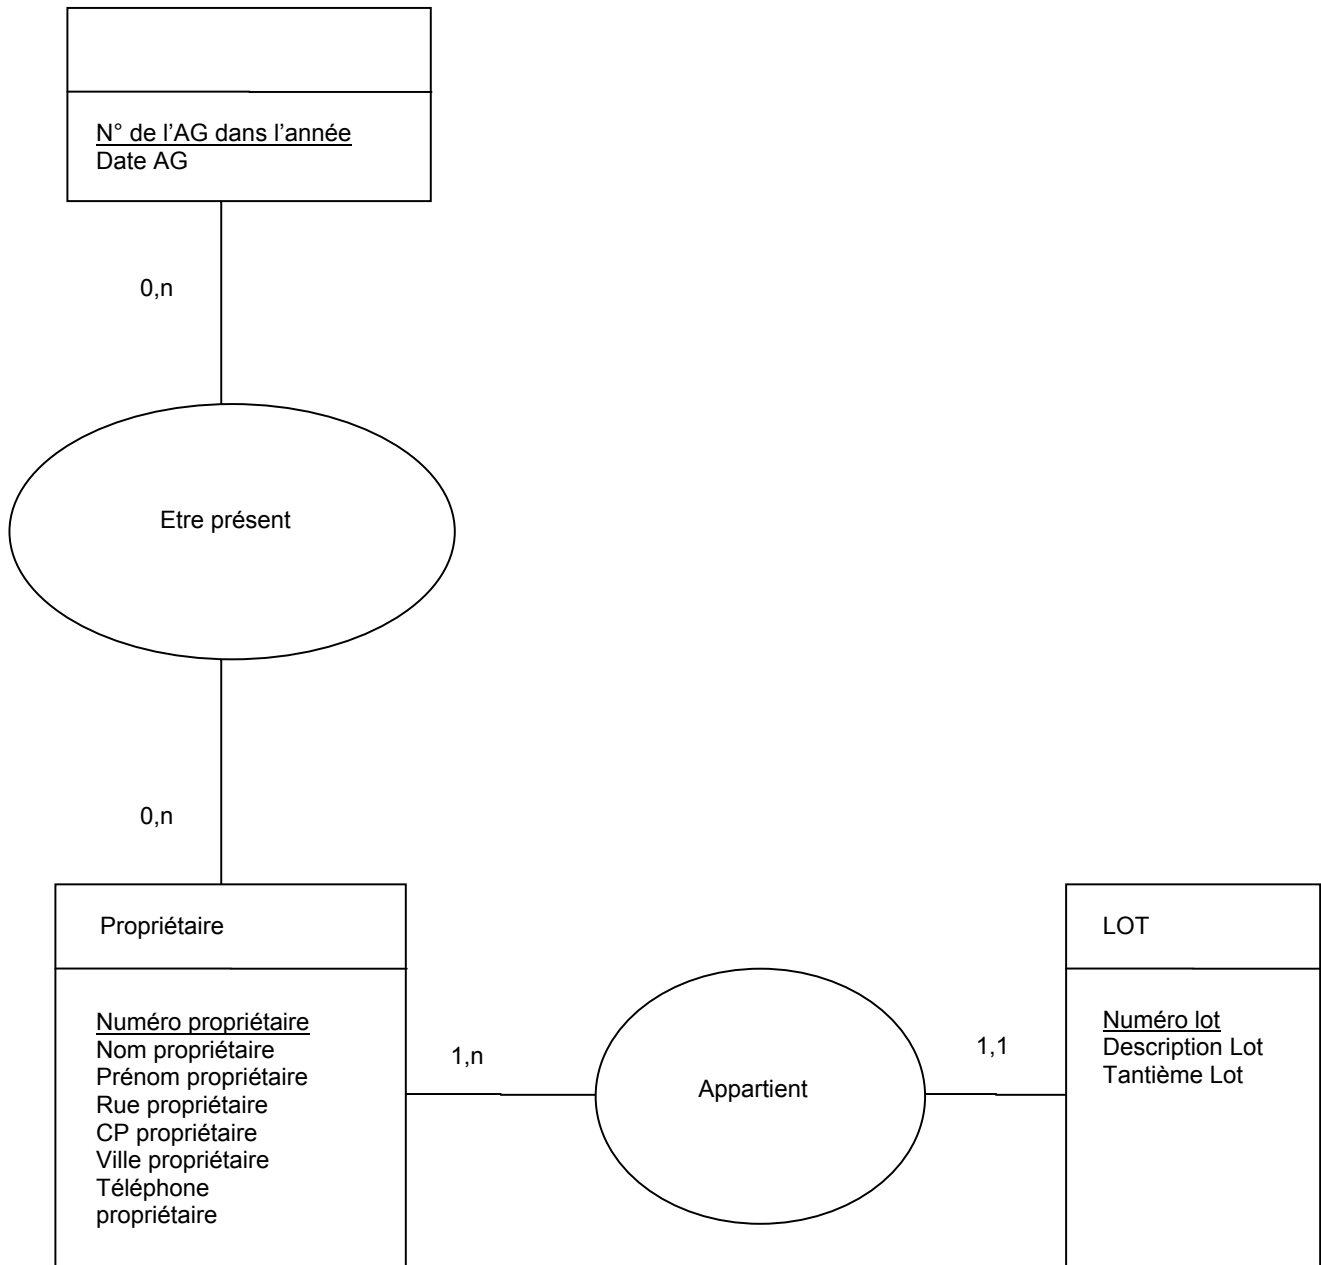 N° de l'AG dans l'année
Date AG
0,n
Etre présent
0,n
Propriétaire
Numéro propriétaire
Nom propriétaire
Prénom propriétaire
Rue propriétaire
CP propriétaire
Ville propriétaire
Téléphone
propriétaire
1,n
Appartient
1,1
LOT
Numéro lot
Description Lot
Tantième Lot